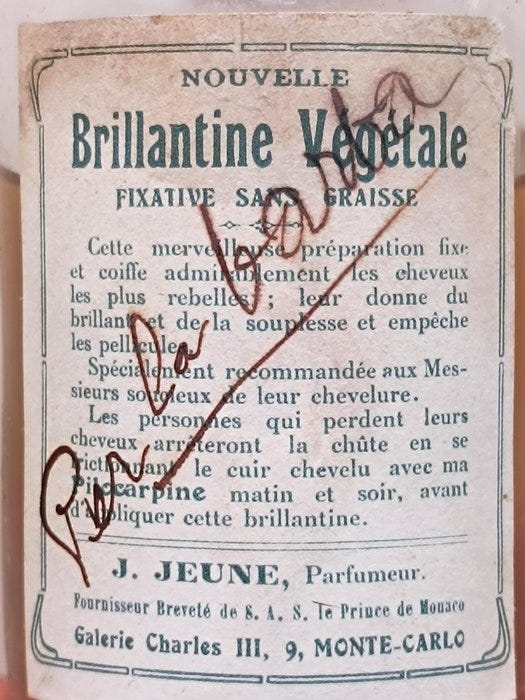 NOUVELLE
Brillantine Végétale
FIXATIVE SANS GRAISSE
Cette merveilleuse préparation fixe
et coiffe admirablement les cheveux
les plus rebelles ; leur donne du
brillant et de la souplesse et empêche
les pellicules.
Spécialement recommandée aux Mes-
sieurs soucieux de leur chevelure.
Les personnes qui perdent leurs
cheveux arrêteront la chûte en se
frictionnant le cuir chevelu avec ma
Pilocarpine matin et soir, avant
d'appliquer cette brillantine.
J. JEUNE, Parfumeur.
Fournisseur Breveté de S. A. S. le Prince de Monaco
Galerie Charles III, 9, MONTE-CARLO
Per la barba